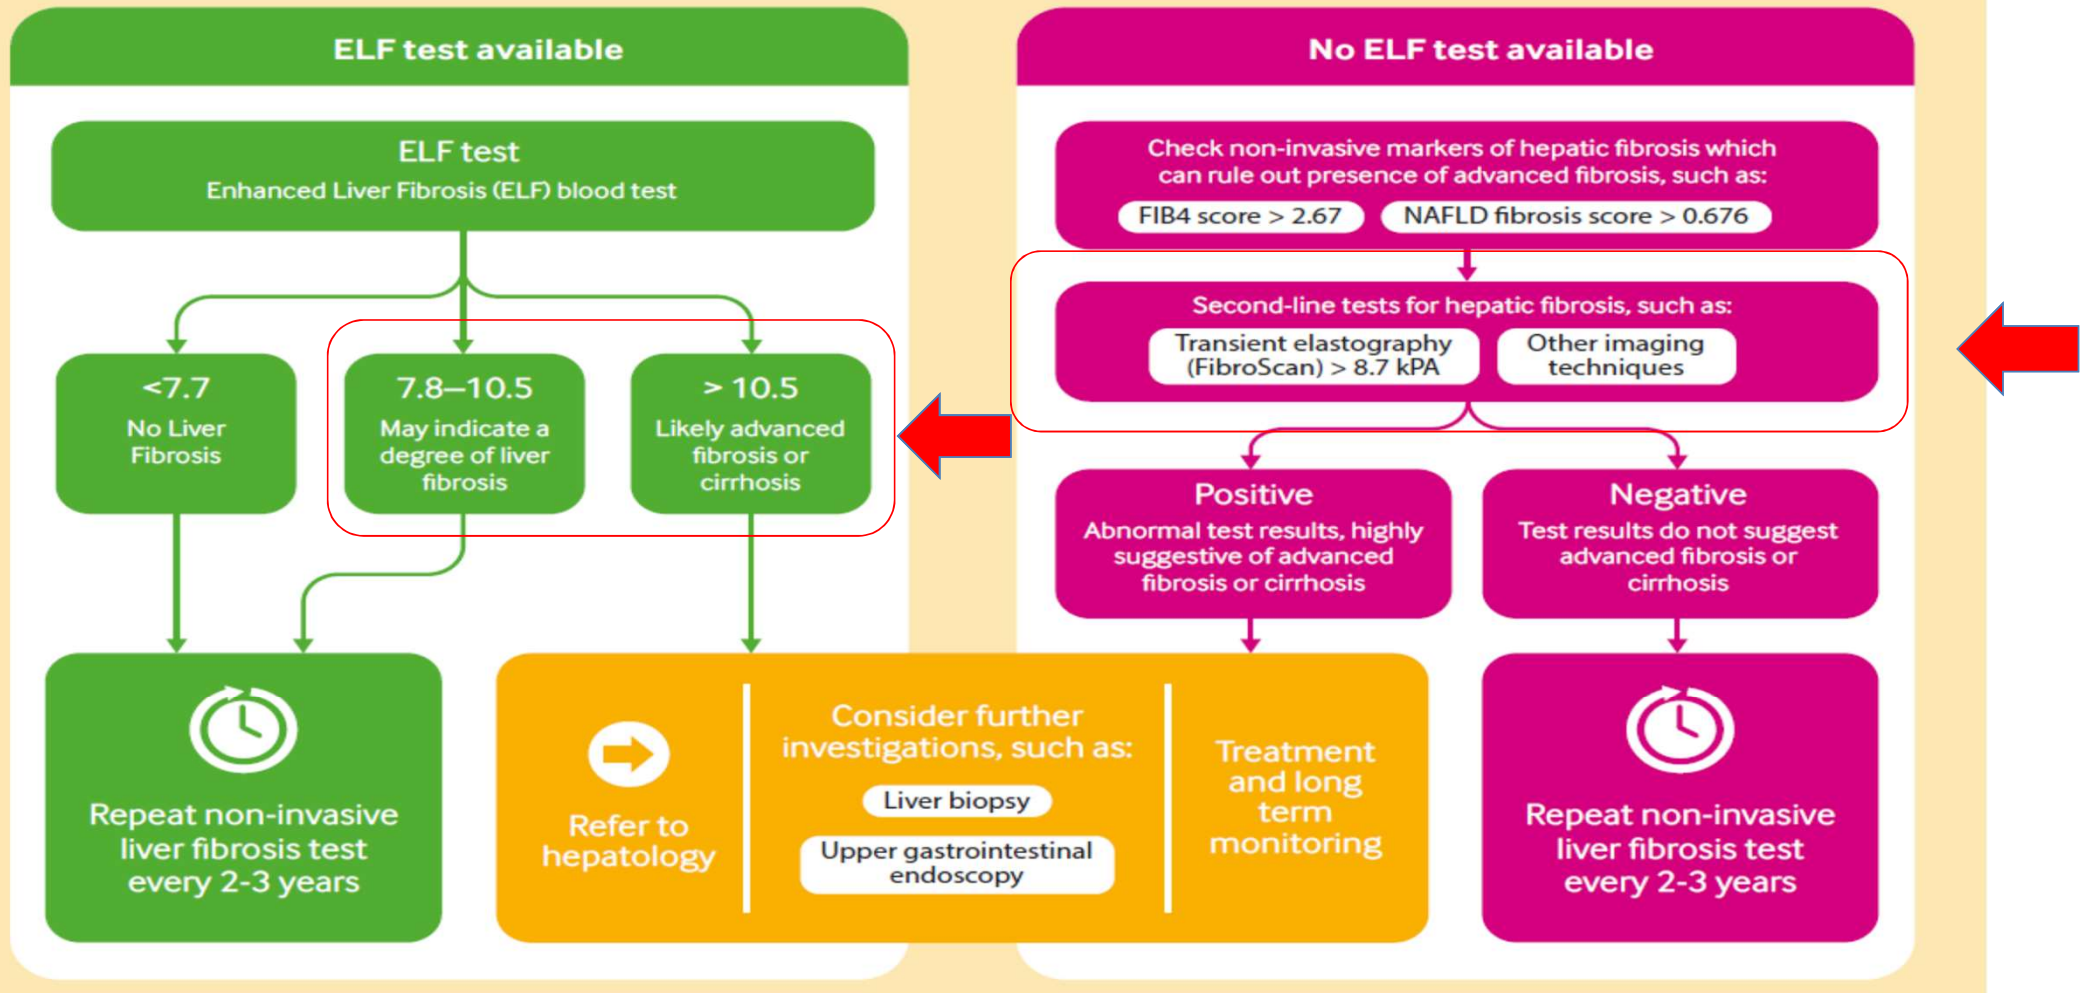 ELF test available
ELF test
Enhanced Liver Fibrosis (ELF) blood test
<7.7
No Liver
Fibrosis
7.8–10.5
May indicate a
degree of liver
fibrosis
> 10.5
Likely advanced
fibrosis or
cirrhosis
Repeat non-invasive
liver fibrosis test
every 2-3 years
No ELF test available
Check non-invasive markers of hepatic fibrosis which
can rule out presence of advanced fibrosis, such as:
FIB4 score > 2.67
NAFLD fibrosis score > 0.676
Second-line tests for hepatic fibrosis, such as:
Transient elastography
(FibroScan) > 8.7 kPA
Other imaging
techniques
Positive
Abnormal test results, highly
suggestive of advanced
fibrosis or cirrhosis
Negative
Test results do not suggest
advanced fibrosis or
cirrhosis
Refer to
hepatology
Consider further
investigations, such as:
Liver biopsy
Upper gastrointestinal
endoscopy
Treatment
and long
term
monitoring
Repeat non-invasive
liver fibrosis test
every 2-3 years